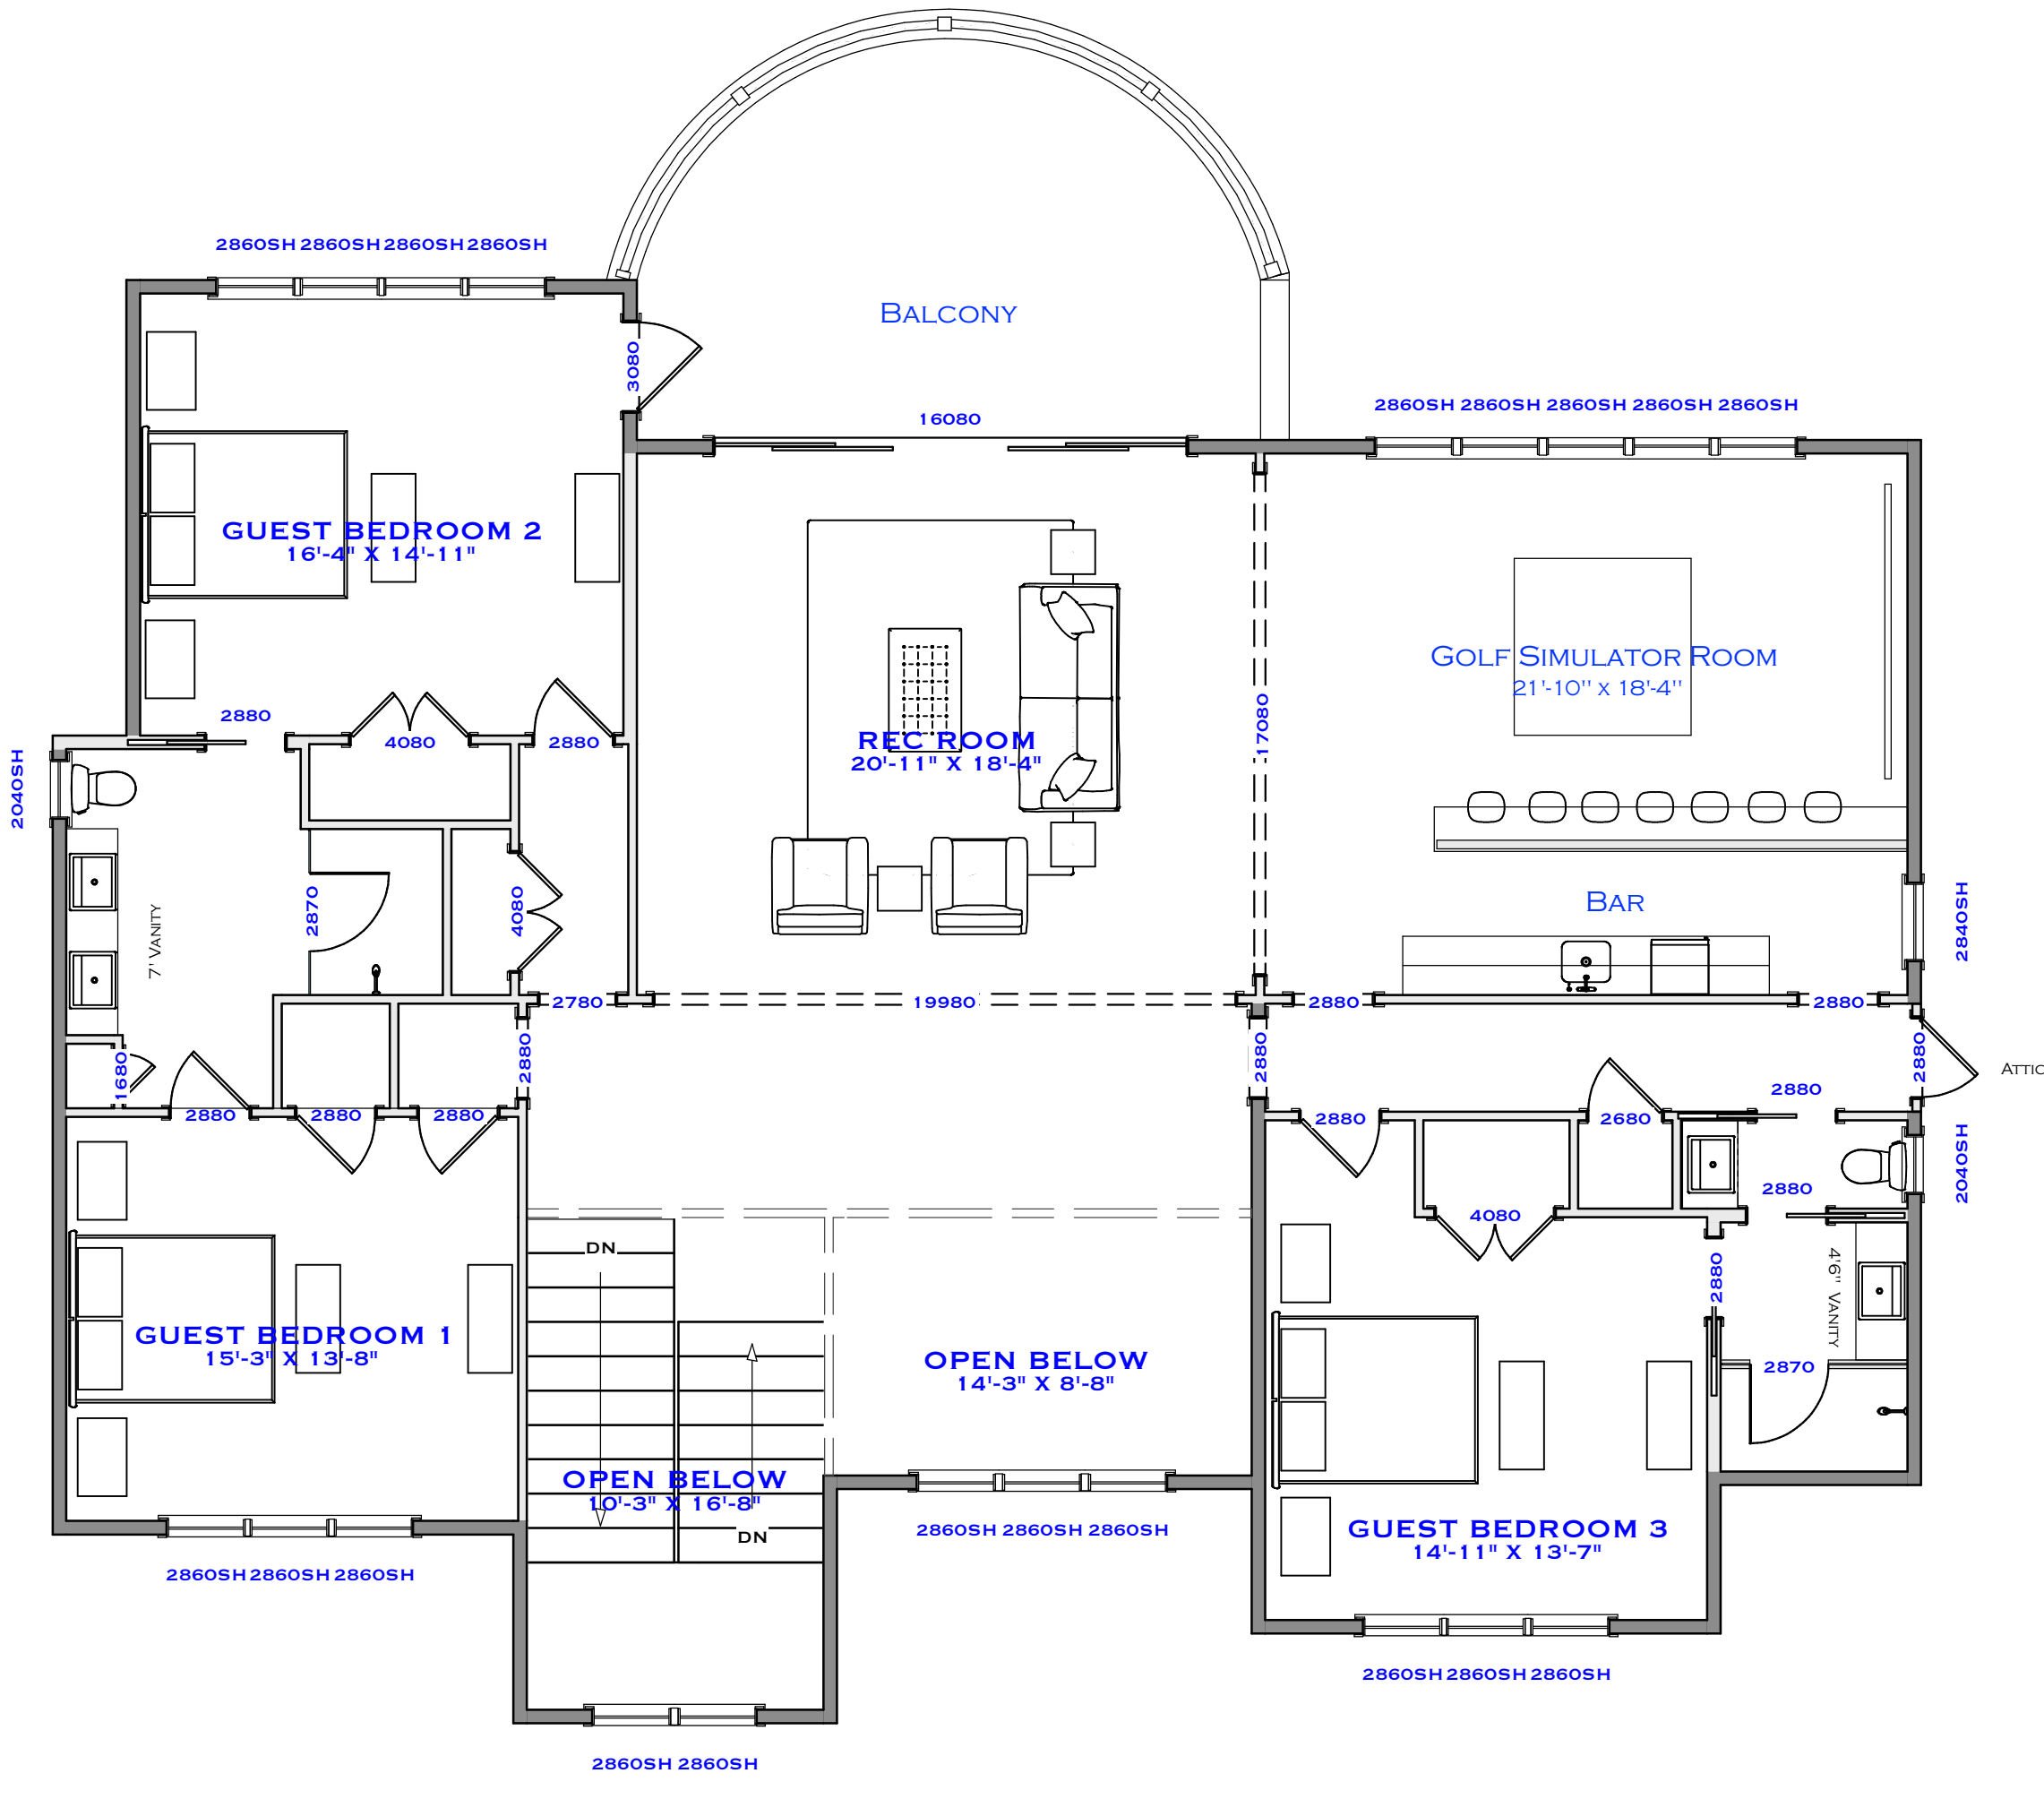 2860SH 2860SH 2860SH 2860SH
BALCONY
3080
16080
2860SH 2860SH 2860SH 2860SH 2860SH
GUEST BEDROOM 2
16'-4" X 14'-11"
GOLF SIMULATOR ROOM
21'-10" X 18'-4"
2880
4080
2880
17080
REC ROOM
20'-11" X 18'-4"
2040SH
2870
4080
7' VANITY
BAR
2840SH
2780
19980
2880
2880
1680
2880
2880
2880
ATTIC
2880
2880
2880
2880
2880
2680
2040SH
2880
4080
DN
2880
4'6" VANITY
GUEST BEDROOM 1
15'-3" X 13'-8"
OPEN BELOW
14'-3" X 8'-8"
2870
OPEN BELOW
10'-3" X 16'-8"
DN
2860SH 2860SH 2860SH
GUEST BEDROOM 3
14'-11" X 13'-7"
2860SH 2860SH 2860SH
2860SH 2860SH 2860SH
2860SH 2860SH